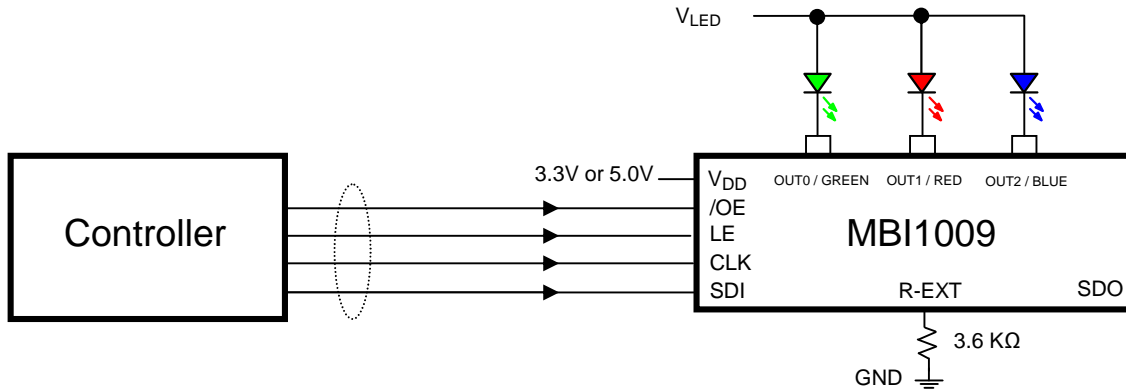 VLED
3.3V or 5.0V
VDD
OUT0 / GREEN
OUT1 / RED
OUT2 / BLUE
/OE
Controller
LE
MBI1009
CLK
SDI
R-EXT
SDO
3.6 KΩ
GND